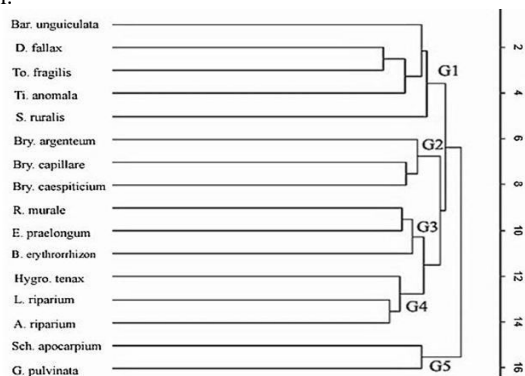 Bar. unguiculata
D. fallax
To. fragilis
Ti. anomala
S. ruralis
Bry. argenteum
Bry. capillare
Bry. caespiticium
R. murale
E. praelongum
B. erythrorrhizon
Hygro. tenax
L. riparium
A. riparium
Sch. apocarpium
G. pulvinata
G1
G2
G3
G4
G5
2
4
6
8
10
12
14
16